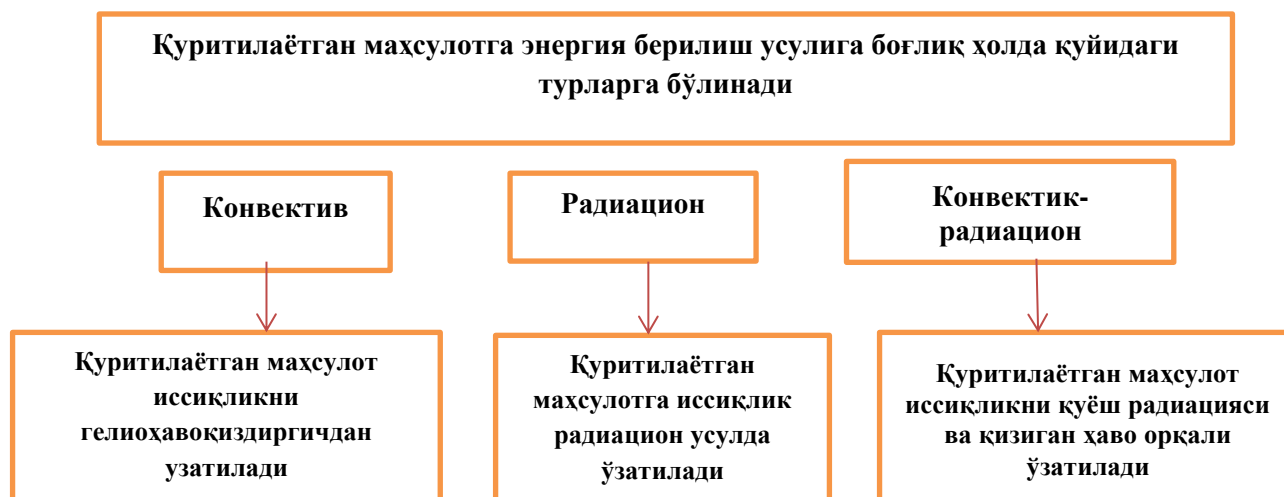 Қуритилаётган маҳсулотга энергия берилиш усулига боғлиқ ҳолда қуйидаги
турларга бўлинади
Конвектив
Радиацион
Конвектик-
радиацион
Қуритилаётган маҳсулот
иссиқликни
гелиоҳавоқиздиргичдан
узатилади
Қуритилаётган
маҳсулотга иссиқлик
радиацион усулда
ўзатилади
Қуритилаётган маҳсулот
иссиқликни қуёш радиацияси
ва қизиган ҳаво орқали
ўзатилади